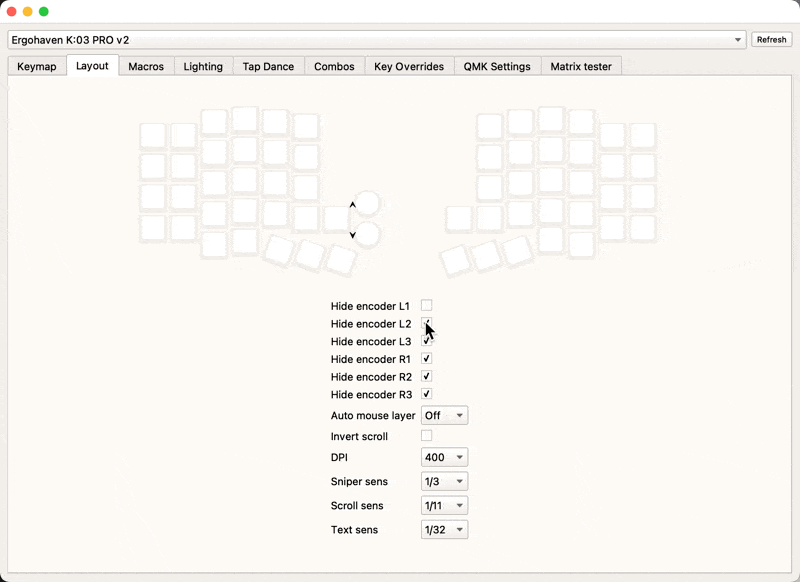 Ergohaven K:03 PRO v2
Refresh
Keymap Layout Macros Lighting Tap Dance Combos Key Overrides QMK Settings Matrix tester
Hide encoder L1
Hide encoder L2
Hide encoder L3
Hide encoder R1
Hide encoder R2
Hide encoder R3
Auto mouse layer Off
Invert scroll
DPI 400
Sniper sens 1/3
Scroll sens 1/11
Text sens 1/32